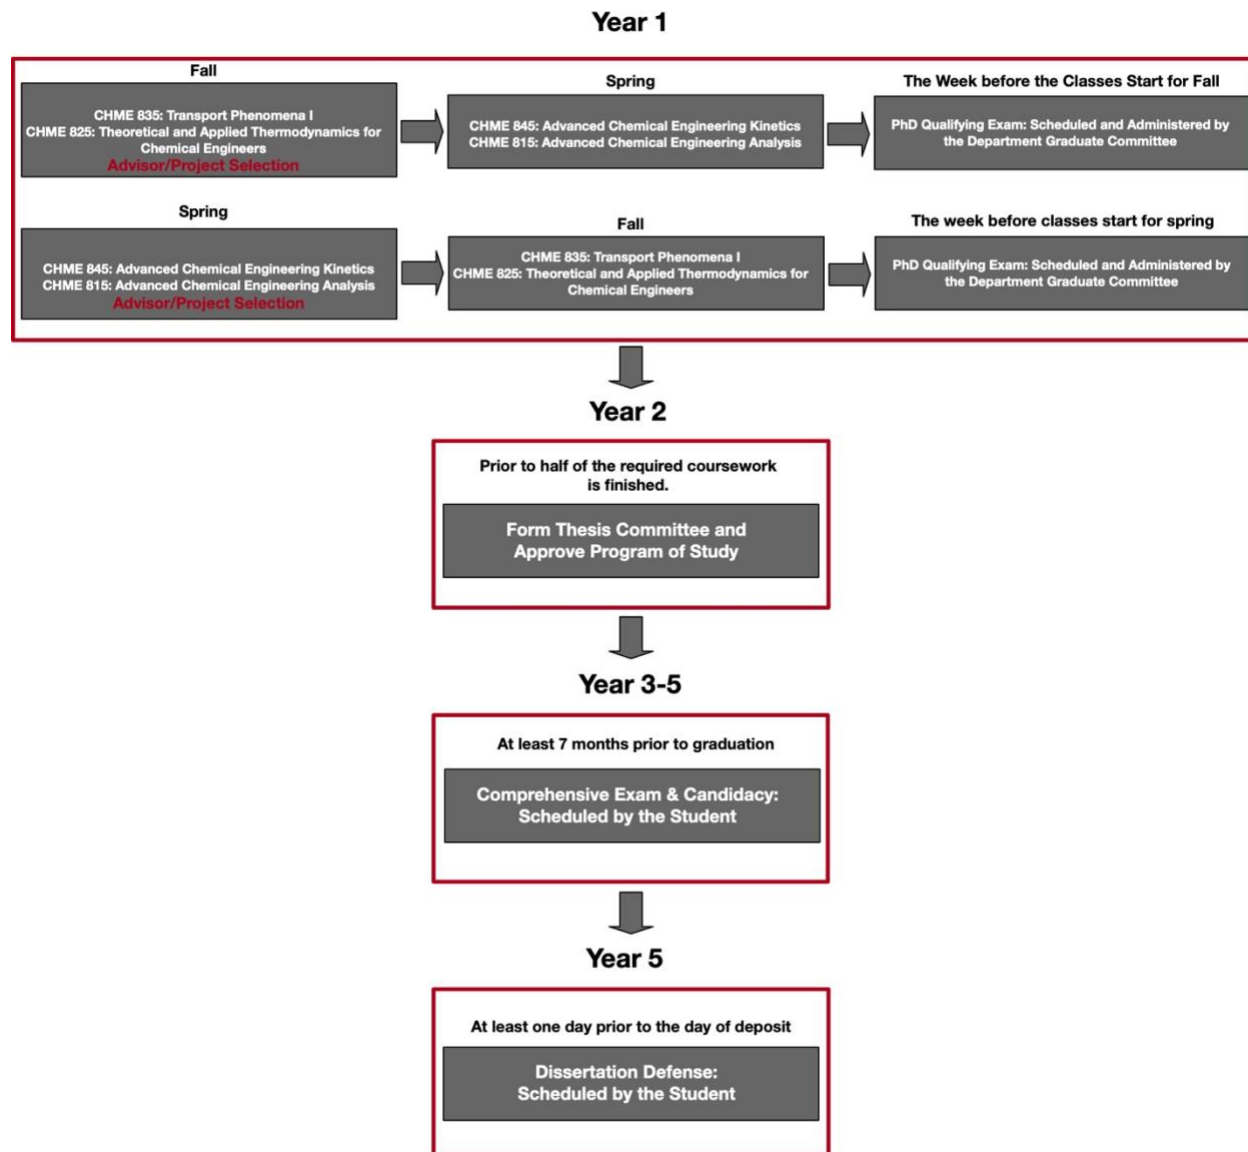 Year 1
Fall
CHME 835: Transport Phenomena I
CHME 825: Theoretical and Applied Thermodynamics for
Chemical Engineers
Advisor/Project Selection
Spring
CHME 845: Advanced Chemical Engineering Kinetics
CHME 815: Advanced Chemical Engineering Analysis
The Week before the Classes Start for Fall
PhD Qualifying Exam: Scheduled and Administered by
the Department Graduate Committee
Spring
CHME 845: Advanced Chemical Engineering Kinetics
CHME 815: Advanced Chemical Engineering Analysis
Advisor/Project Selection
Fall
CHME 835: Transport Phenomena I
CHME 825: Theoretical and Applied Thermodynamics for
Chemical Engineers
The week before classes start for spring
PhD Qualifying Exam: Scheduled and Administered by
the Department Graduate Committee
Year 2
Prior to half of the required coursework
is finished.
Form Thesis Committee and
Approve Program of Study
Year 3-5
At least 7 months prior to graduation
Comprehensive Exam & Candidacy:
Scheduled by the Student
Year 5
At least one day prior to the day of deposit
Dissertation Defense:
Scheduled by the Student